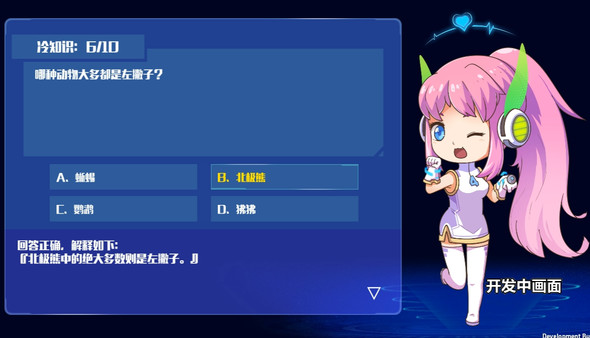 冷知识：6/10
哪种动物大多都是左撇子？
A. 蜥蜴
B. 北极熊
C. 鹦鹉
D. 狒狒
回答正确，解释如下：
『北极熊中的绝大多数则是左撇子。』
开发中画面
Development Bu